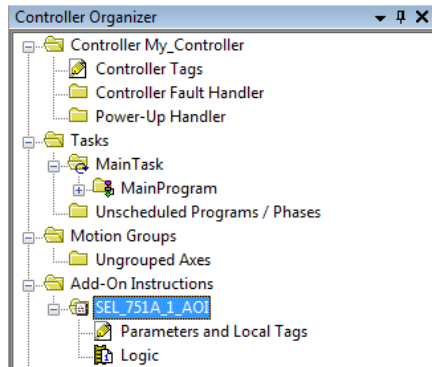 Controller Organizer
Controller My_Controller
Controller Tags
Controller Fault Handler
Power-Up Handler
Tasks
MainTask
MainProgram
Unscheduled Programs / Phases
Motion Groups
Ungrouped Axes
Add-On Instructions
SEL_751A_1_AOI
Parameters and Local Tags
Logic